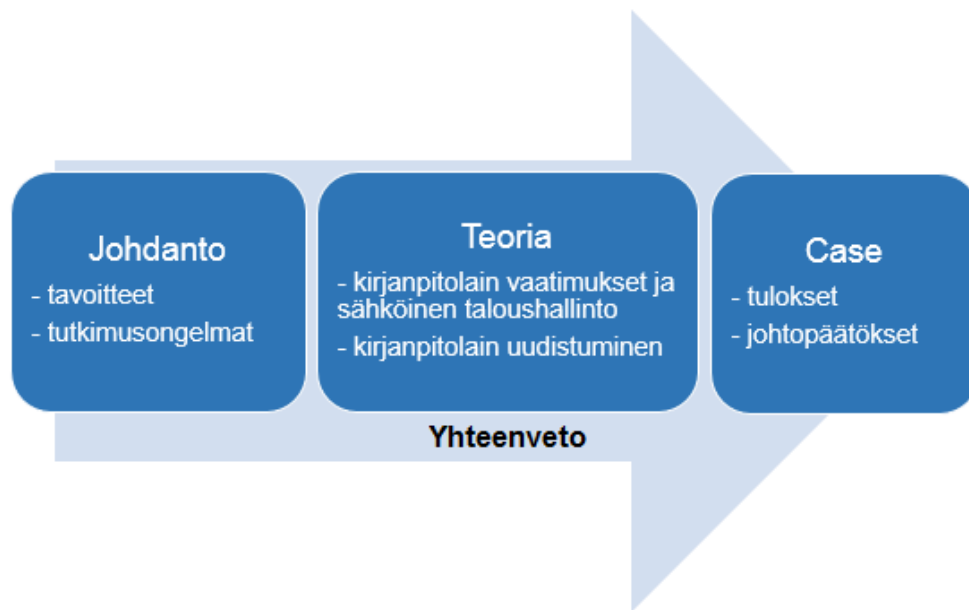 Johdanto
- tavoitteet
- tutkimusongelmat
Teoria
- kirjanpitolain vaatimukset ja
sähköinen taloushallinto
- kirjanpitolain uudistuminen
Case
- tulokset
- johtopäätökset
Yhteenveto